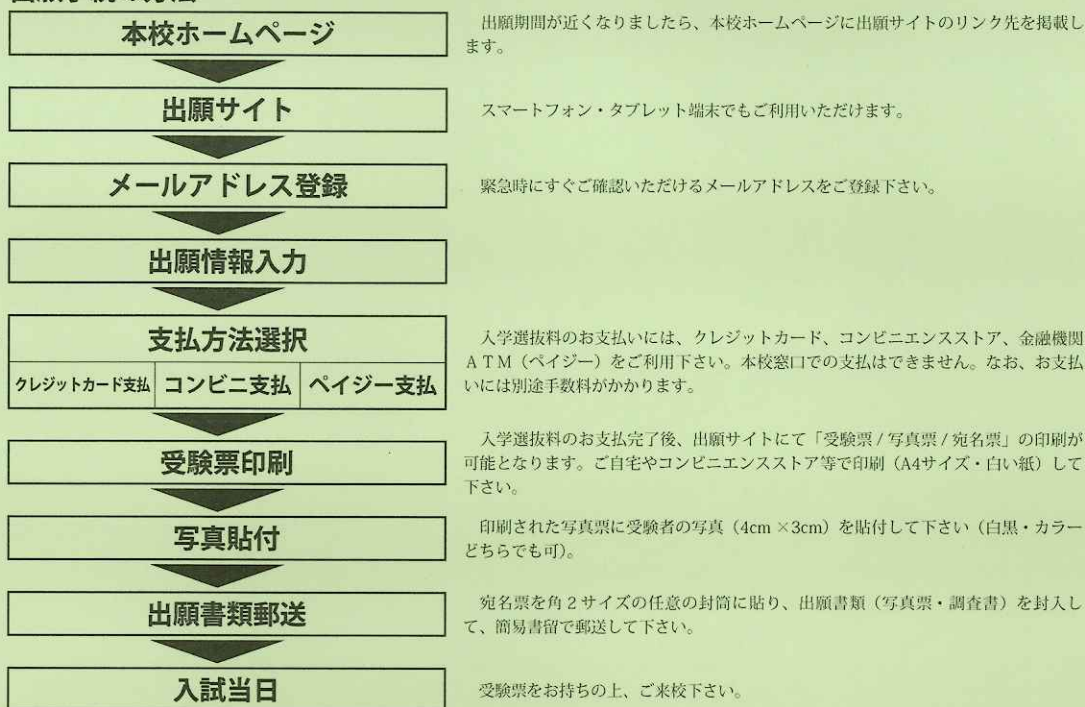 本校ホームページ
出願期間が近くなりましたら、本校ホームページに出願サイトのリンク先を掲載し
ます。
出願サイト
スマートフォン・タブレット端末でもご利用いただけます。
メールアドレス登録
緊急時にすぐご確認いただけるメールアドレスをご登録下さい。
出願情報入力
支払方法選択
クレジットカード支払 コンビニ支払 ペイジー支払
入学選抜料のお支払いには、クレジットカード、コンビニエンスストア、金融機関
ＡＴＭ（ペイジー）をご利用下さい。本校窓口での支払はできません。なお、お支払
いには別途手数料がかかります。
受験票印刷
入学選抜料のお支払完了後、出願サイトにて「受験票 / 写真票 / 宛名票」の印刷が
可能となります。ご自宅やコンビニエンスストア等で印刷（A4サイズ・白い紙）して
下さい。
写真貼付
印刷された写真票に受験者の写真（4cm ×3cm）を貼付して下さい（白黒・カラー
どちらでも可）。
出願書類郵送
宛名票を角２サイズの任意の封筒に貼り、出願書類（写真票・調査書）を封入し
て、簡易書留で郵送して下さい。
入試当日
受験票をお持ちの上、ご来校下さい。